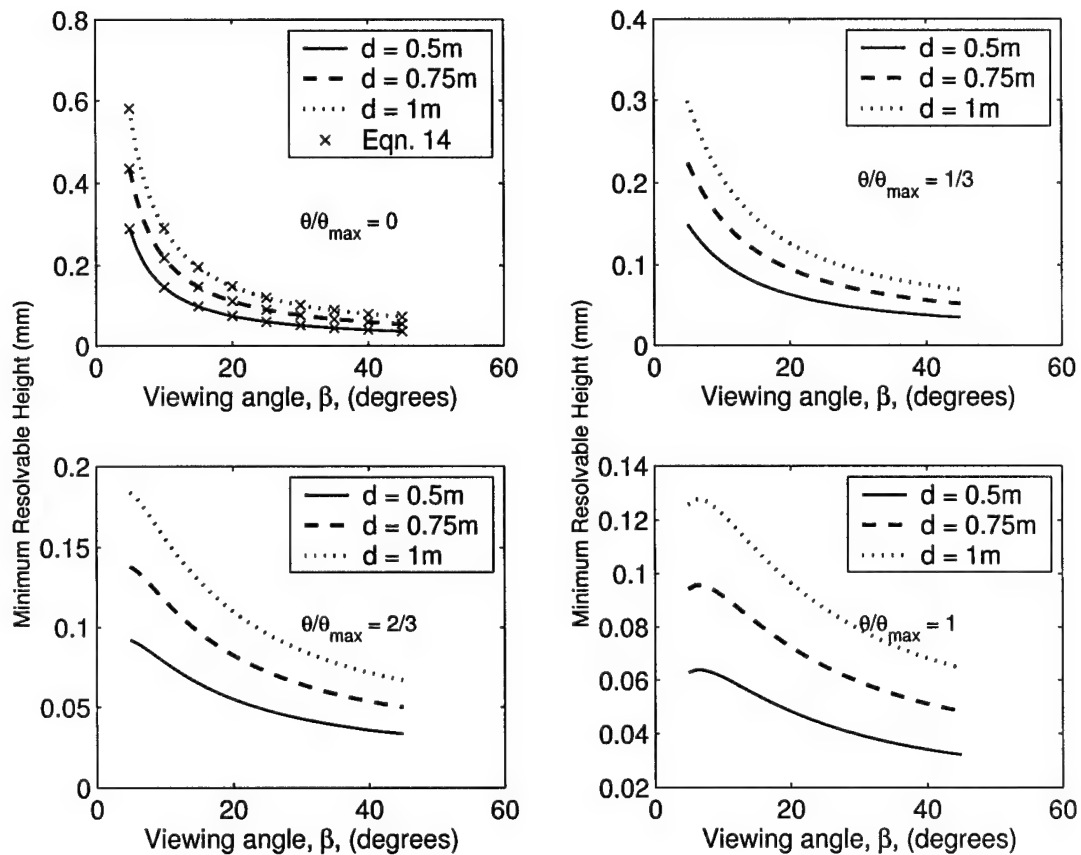 Minimum Resolvable Height (mm)
0.8
0.6
0.4
0.2
0
d = 0.5m
d = 0.75m
d = 1m
Eqn. 14
θ/θmax = 0
0
20
40
60
Viewing angle, β, (degrees)
Minimum Resolvable Height (mm)
0.4
0.3
0.2
0.1
0
d = 0.5m
d = 0.75m
d = 1m
θ/θmax = 1/3
0
20
40
60
Viewing angle, β, (degrees)
0.2
0.15
0.1
0.05
0
d = 0.5m
d = 0.75m
d = 1m
θ/θmax = 2/3
0
20
40
60
Viewing angle, β, (degrees)
0.14
0.12
0.1
0.08
0.06
0.04
0.02
d = 0.5m
d = 0.75m
d = 1m
θ/θmax = 1
0
20
40
60
Viewing angle, β, (degrees)